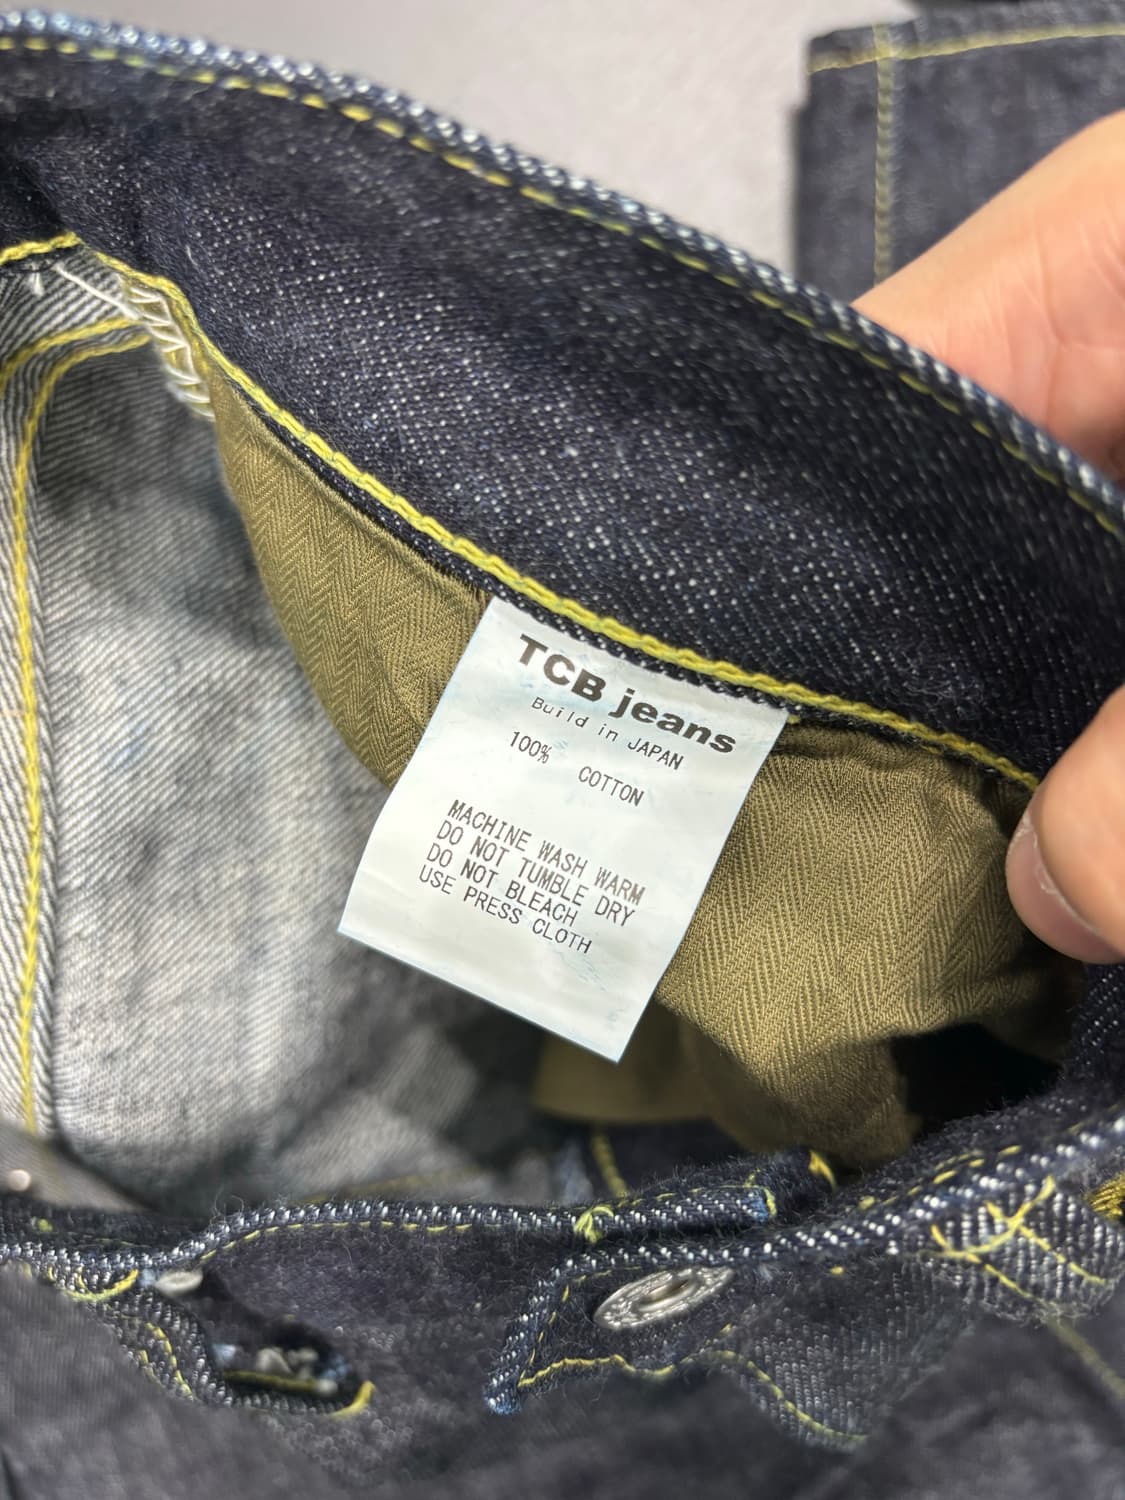 TCB jeans
Build in JAPAN
100% COTTON
MACHINE WASH WARM
DO NOT TUMBLE DRY
DO NOT BLEACH
USE PRESS CLOTH